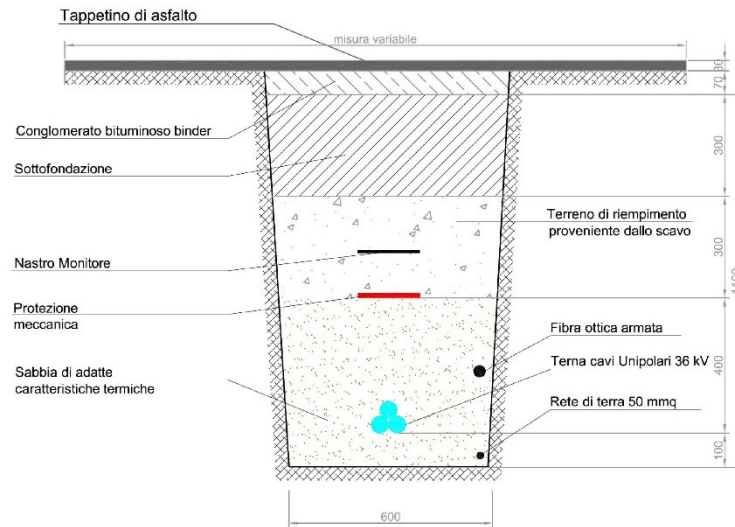 Tappetino di asfalto
misura variabile
30
70
Conglomerato bituminoso binder
Sottofondazione
300
Terreno di riempimento
proveniente dallo scavo
300
Nastro Monitore
Protezione
meccanica
Fibra ottica armata
Terna cavi Unipolari 36 kV
400
Sabbia di adatte
caratteristiche termiche
Rete di terra 50 mmq
100
600